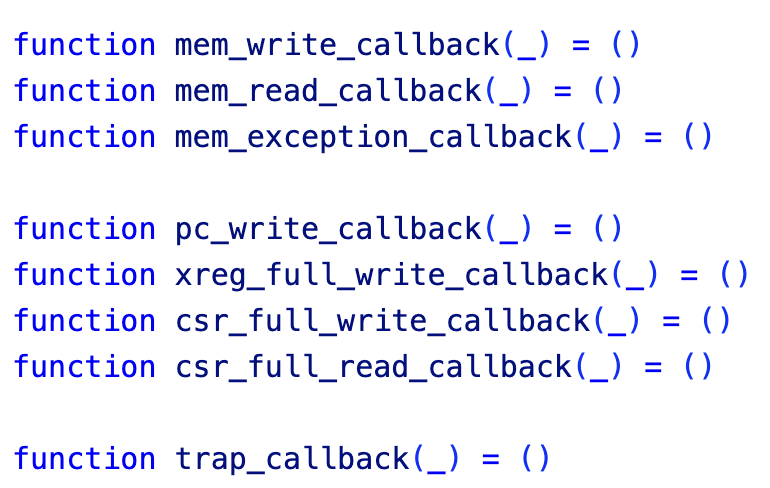 function mem_write_callback(_) = ()
function mem_read_callback(_) = ()
function mem_exception_callback(_) = ()
function pc_write_callback(_) = ()
function xreg_full_write_callback(_) = ()
function csr_full_write_callback(_) = ()
function csr_full_read_callback(_) = ()
function trap_callback(_) = ()